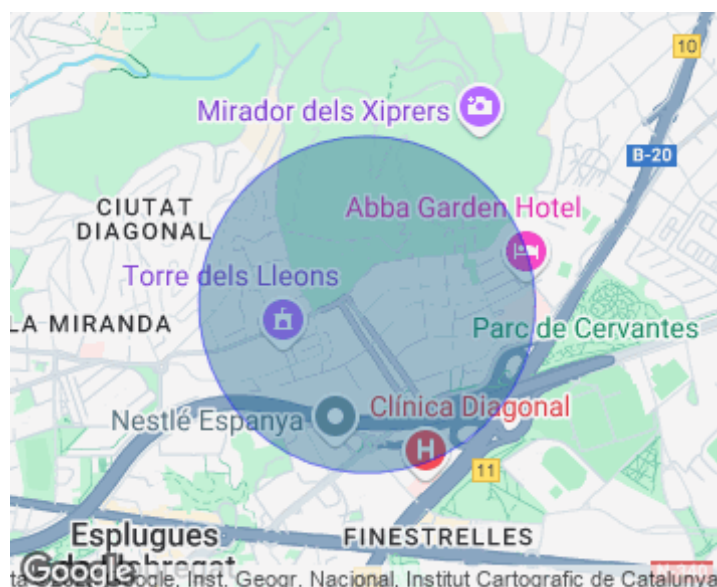 10
Mirador dels Xiprers
B-20
CIUTAT
DIAGONAL
Abba Garden Hotel
Torre dels Lleons
LA MIRANDA
Parc de Cervantes
Nestlé Espanya
Clínica Diagonal
H
11
Esplugues
FINESTRELLES
Google
N-340
Inst. Geogr. Nacional, Institut Cartografic de Catalunya